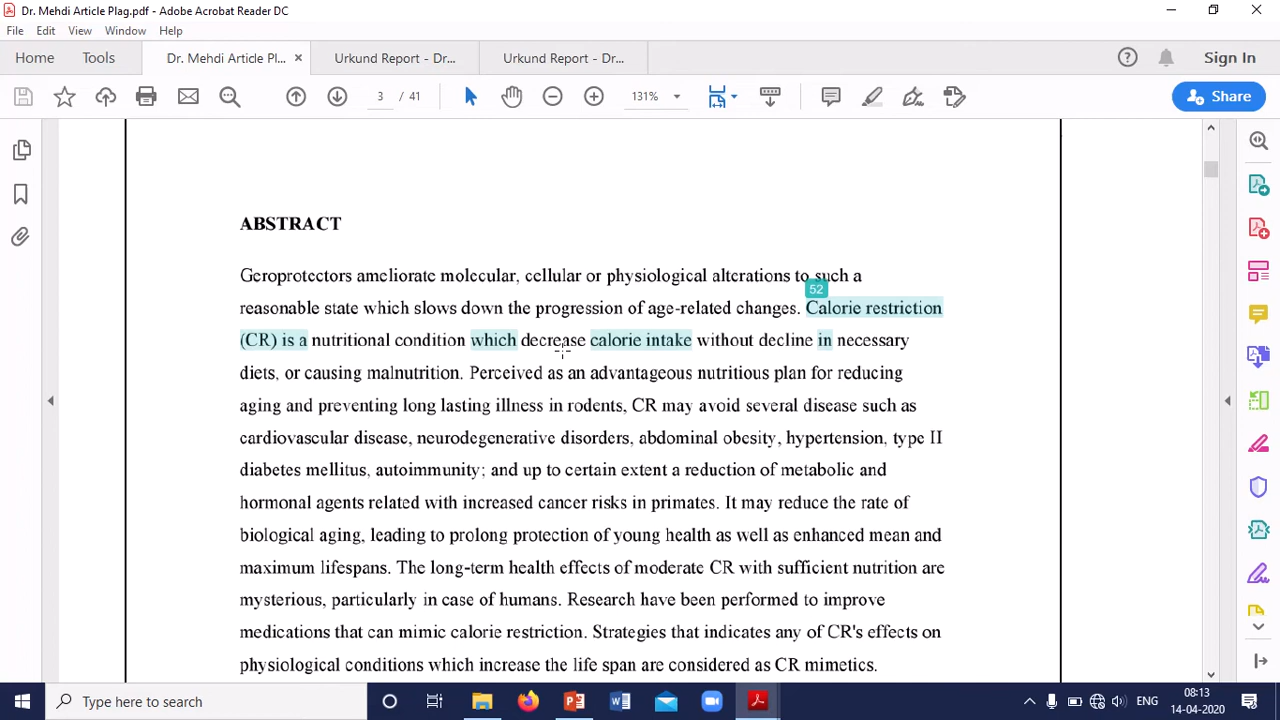 Dr. Mehdi Article Plag.pdf - Adobe Acrobat Reader DC
File Edit View Window Help
Home Tools Dr. Mehdi Article Pl... × Urkund Report - Dr... Urkund Report - Dr... Sign In
3 / 41 131% Share
ABSTRACT
Geroprotectors ameliorate molecular, cellular or physiological alterations to such a
52
reasonable state which slows down the progression of age-related changes. Calorie restriction
(CR) is a nutritional condition which decrease calorie intake without decline in necessary
diets, or causing malnutrition. Perceived as an advantageous nutritious plan for reducing
aging and preventing long lasting illness in rodents, CR may avoid several disease such as
cardiovascular disease, neurodegenerative disorders, abdominal obesity, hypertension, type II
diabetes mellitus, autoimmunity; and up to certain extent a reduction of metabolic and
hormonal agents related with increased cancer risks in primates. It may reduce the rate of
biological aging, leading to prolong protection of young health as well as enhanced mean and
maximum lifespans. The long-term health effects of moderate CR with sufficient nutrition are
mysterious, particularly in case of humans. Research have been performed to improve
medications that can mimic calorie restriction. Strategies that indicates any of CR's effects on
physiological conditions which increase the life span are considered as CR mimetics.
Type here to search
ENG
08:13
14-04-2020